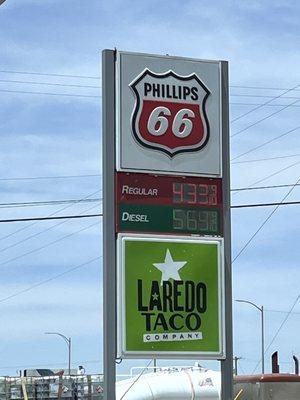 PHILLIPS
66
REGULAR
DIESEL
LAREDO
TACO
COMPANY